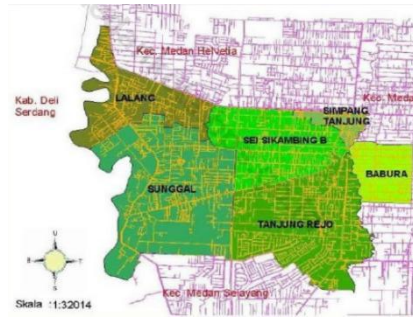 Kec. Medan Helvetia
Kab. Deli
Serdang
LALANG
Kec. Meda
SIMPANG
TANJUNG
SEI SIKAMBING B
BABURA
SUNGGAL
TANJUNG REJO
U
B
T
S
Kec. Medan Selayang
Skala :1:32014